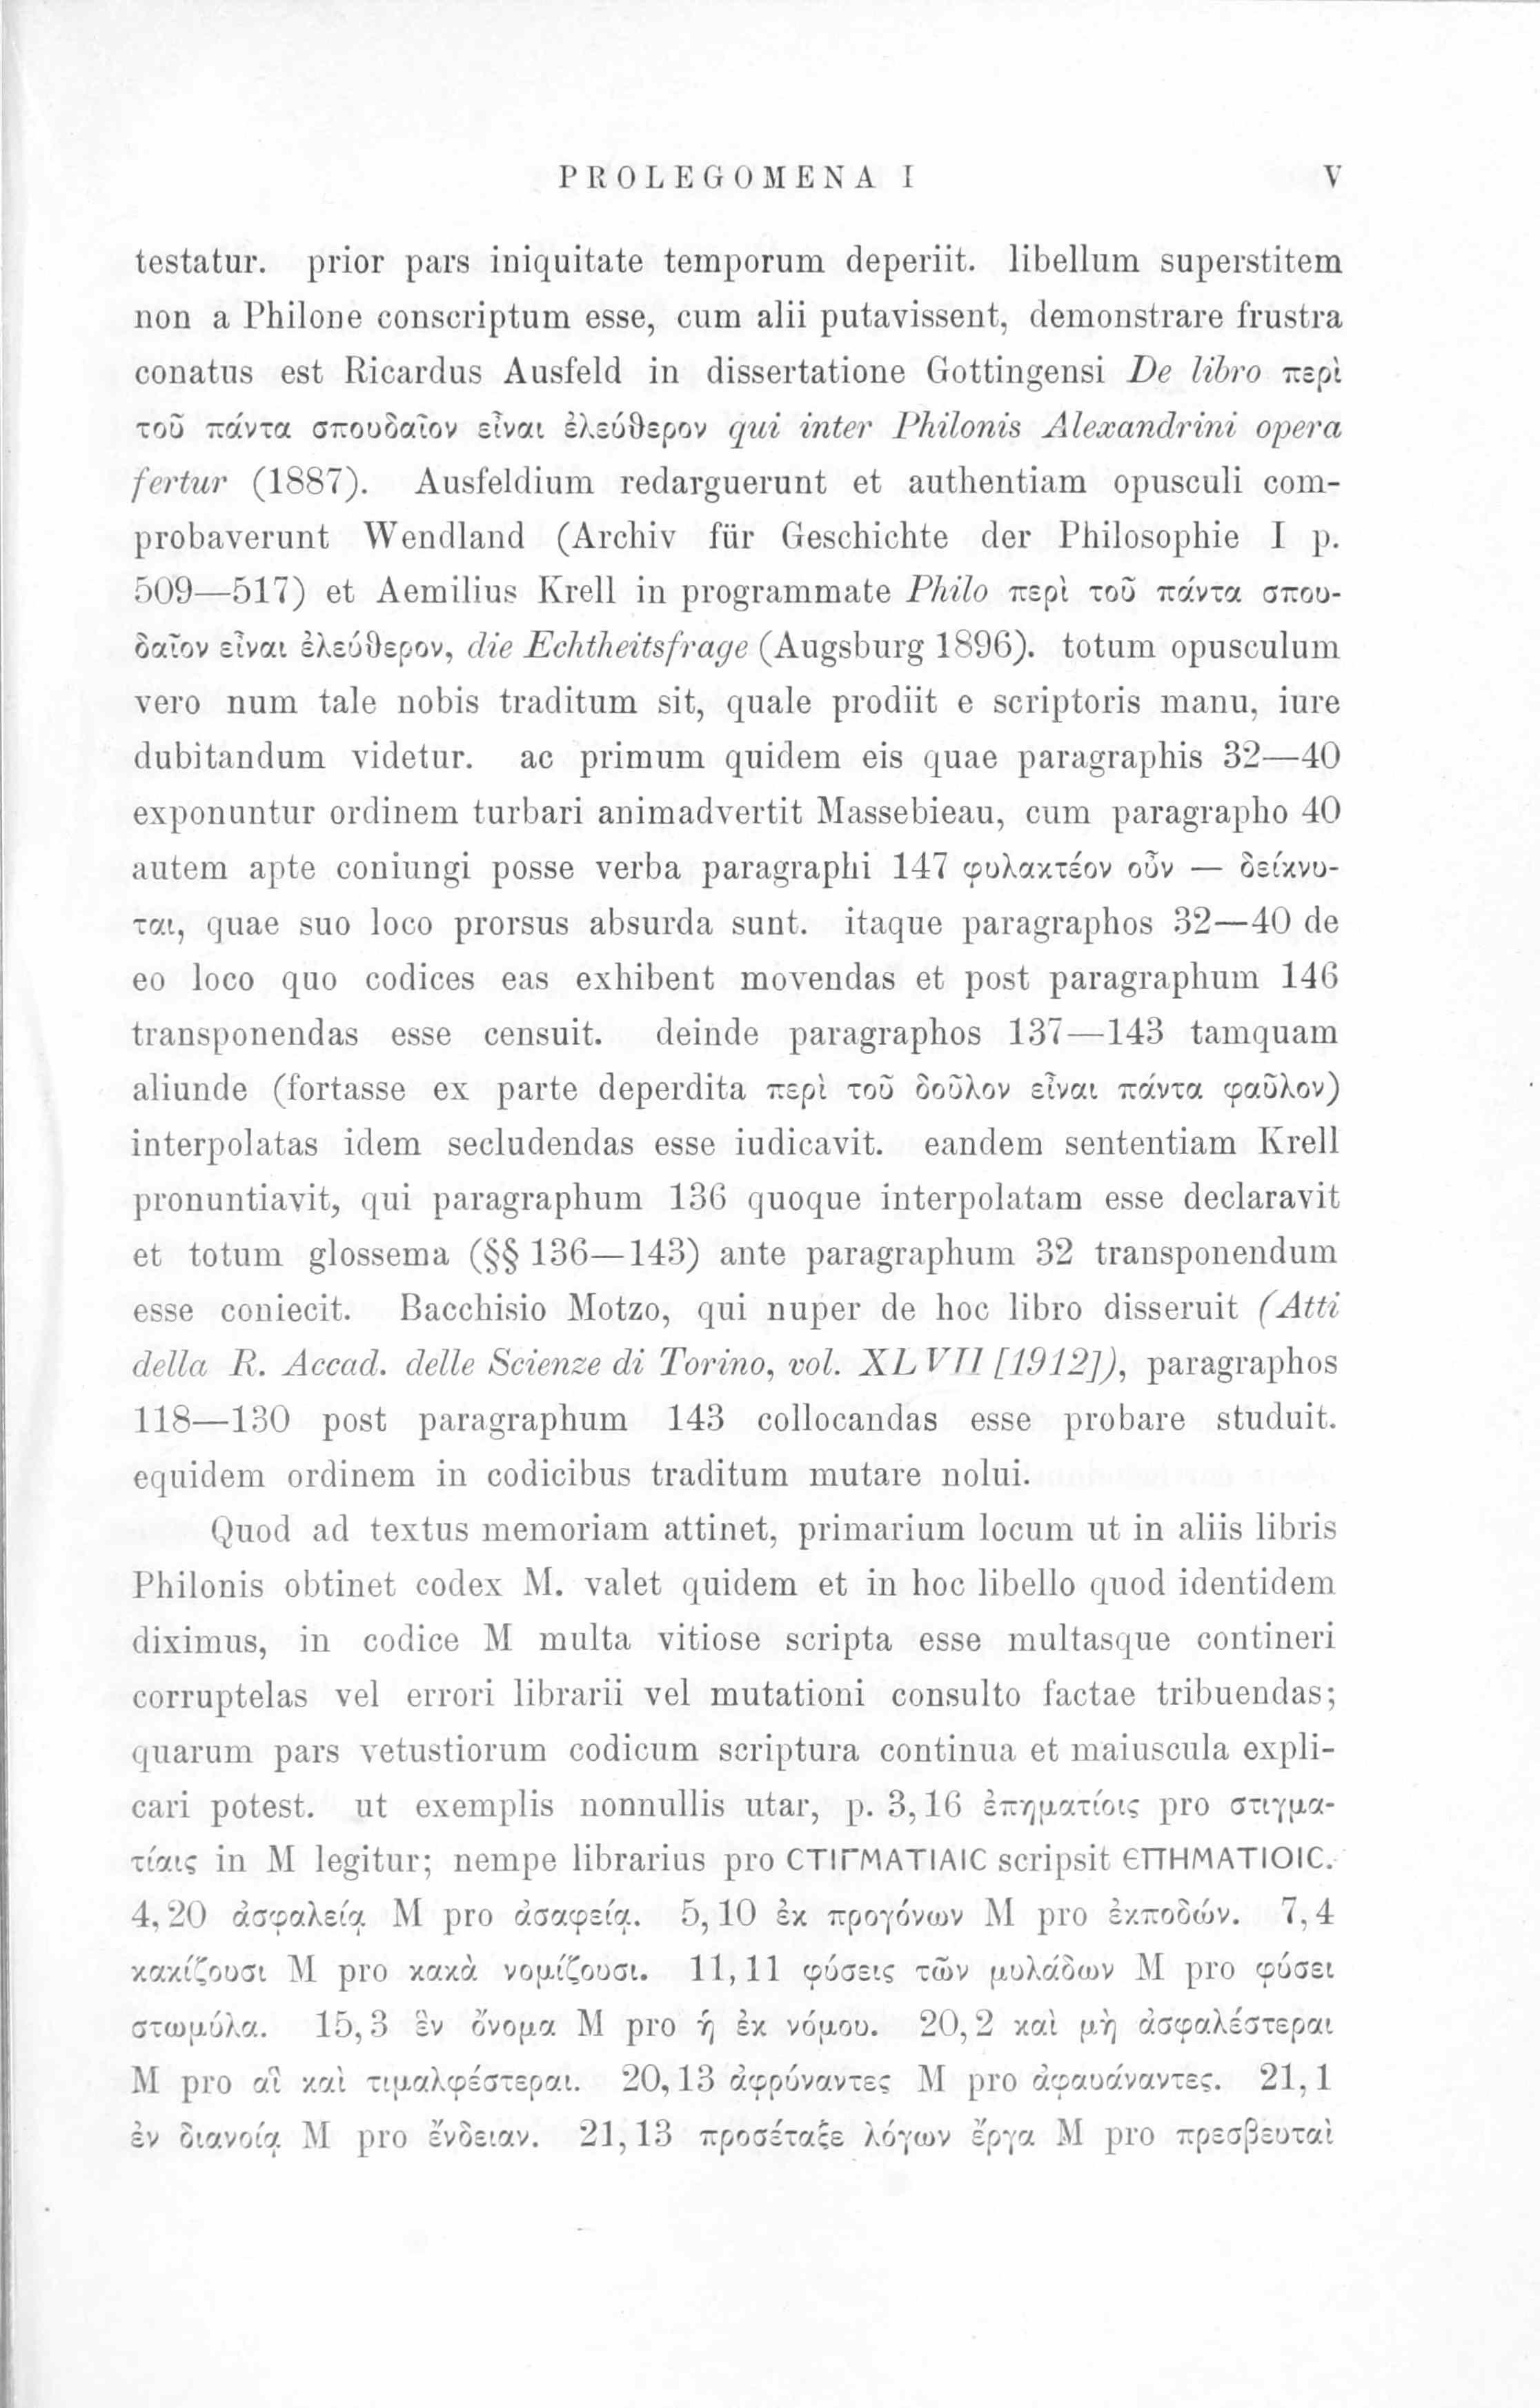 PROLEGOMENA I V
testatur. prior pars iniquitate temporum deperiit. libellum superstitem
non a Philone conscriptum esse, cum alii putavissent, demonstrare frustra
conatus est Ricardus Ausfeld in dissertatione Gottingensi De libro περὶ
τοῦ πάντα σπουδαῖον εἶναι ἐλεύθερον qui inter Philonis Alexandrini opera
fertur (1887). Ausfeldium redarguerunt et authentiam opusculi com-
probaverunt Wendland (Archiv für Geschichte der Philosophie I p.
509—517) et Aemilius Krell in programmate Philo περὶ τοῦ πάντα σπου-
δαῖον εἶναι ἐλεύθερον, die Echtheitsfrage (Augsburg 1896). totum opusculum
vero num tale nobis traditum sit, quale prodiit e scriptoris manu, iure
dubitandum videtur. ac primum quidem eis quae paragraphis 32—40
exponuntur ordinem turbari animadvertit Massebieau, cum paragrapho 40
autem apte coniungi posse verba paragraphi 147 φυλακτέον οὖν — δείκνυ-
ται, quae suo loco prorsus absurda sunt. itaque paragraphos 32—40 de
eo loco quo codices eas exhibent movendas et post paragraphum 146
transponendas esse censuit. deinde paragraphos 137—143 tamquam
aliunde (fortasse ex parte deperdita περὶ τοῦ δοῦλον εἶναι πάντα φαῦλον)
interpolatas idem secludendas esse iudicavit. eandem sententiam Krell
pronuntiavit, qui paragraphum 136 quoque interpolatam esse declaravit
et totum glossema (§§ 136—143) ante paragraphum 32 transponendum
esse coniecit. Bacchisio Motzo, qui nuper de hoc libro disseruit (Atti
della R. Accad. delle Scienze di Torino, vol. XLVII [1912]), paragraphos
118—130 post paragraphum 143 collocandas esse probare studuit.
equidem ordinem in codicibus traditum mutare nolui.
Quod ad textus memoriam attinet, primarium locum ut in aliis libris
Philonis obtinet codex M. valet quidem et in hoc libello quod identidem
diximus, in codice M multa vitiose scripta esse multasque contineri
corruptelas vel errori librarii vel mutationi consulto factae tribuendas;
quarum pars vetustiorum codicum scriptura continua et maiuscula expli-
cari potest. ut exemplis nonnullis utar, p. 3,16 ἐπηματίοις pro στιγμα-
τίαις in M legitur; nempe librarius pro ϹΤΙΓΜΑΤΙΑΙϹ scripsit ЄΠΗΜΑΤΙΟΙϹ.
4,20 ἀσφαλείᾳ M pro ἀσαφείᾳ. 5,10 ἐκ προγόνων M pro ἐκποδών. 7,4
κακίζουσι M pro κακὰ νομίζουσι. 11,11 φύσεις τῶν μυλάδων M pro φύσει
στωμύλα. 15,3 ἓν ὄνομα M pro ἡ ἐκ νόμου. 20,2 καὶ μὴ ἀσφαλέστεραι
M pro αἳ καὶ τιμαλφέστεραι. 20,13 ἀφρύναντες M pro ἀφαυάναντες. 21,1
ἐν διανοίᾳ M pro ἔνδειαν. 21,13 προσέταξε λόγων ἔργα M pro πρεσβευταὶ